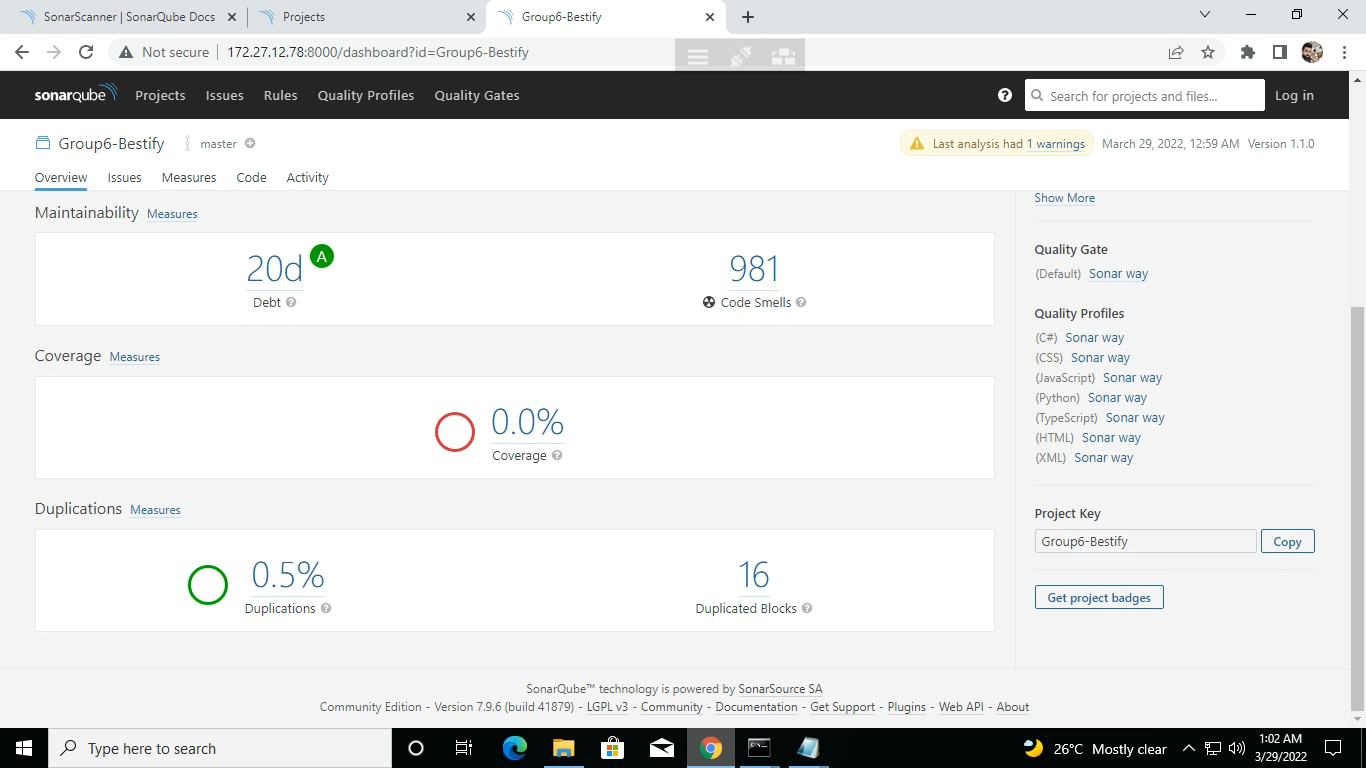 SonarScanner | SonarQube Docs
Projects
Group6-Bestify
Not secure
172.27.12.78:8000/dashboard?id=Group6-Bestify
sonarqube Projects Issues Rules Quality Profiles Quality Gates
Search for projects and files...
Log in
Group6-Bestify master
Last analysis had 1 warnings March 29, 2022, 12:59 AM Version 1.1.0
Overview Issues Measures Code Activity
Maintainability Measures
20d A
Debt
981
Code Smells
Coverage Measures
0.0%
Coverage
Duplications Measures
0.5%
Duplications
16
Duplicated Blocks
Show More
Quality Gate
(Default) Sonar way
Quality Profiles
(C#) Sonar way
(CSS) Sonar way
(JavaScript) Sonar way
(Python) Sonar way
(TypeScript) Sonar way
(HTML) Sonar way
(XML) Sonar way
Project Key
Group6-Bestify Copy
Get project badges
SonarQube™ technology is powered by SonarSource SA
Community Edition - Version 7.9.6 (build 41879) - LGPL v3 - Community - Documentation - Get Support - Plugins - Web API - About
Type here to search
26°C Mostly clear
1:02 AM
3/29/2022